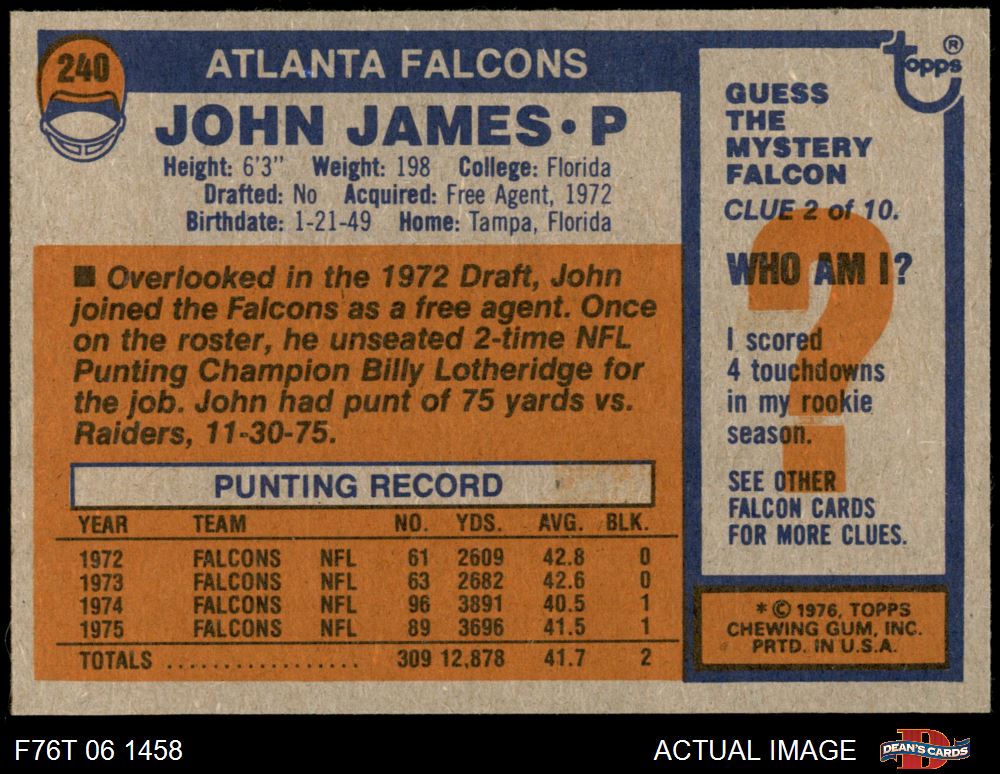 240
ATLANTA FALCONS
JOHN JAMES • P
Height: 6'3" Weight: 198 College: Florida
Drafted: No Acquired: Free Agent, 1972
Birthdate: 1-21-49 Home: Tampa, Florida
■ Overlooked in the 1972 Draft, John
joined the Falcons as a free agent. Once
on the roster, he unseated 2-time NFL
Punting Champion Billy Lotheridge for
the job. John had punt of 75 yards vs.
Raiders, 11-30-75.
PUNTING RECORD
YEAR TEAM NO. YDS. AVG. BLK.
1972 FALCONS NFL 61 2609 42.8 0
1973 FALCONS NFL 63 2682 42.6 0
1974 FALCONS NFL 96 3891 40.5 1
1975 FALCONS NFL 89 3696 41.5 1
TOTALS .................. 309 12,878 41.7 2
topps ®
GUESS
THE
MYSTERY
FALCON
CLUE 2 of 10.
WHO AM I?
I scored
4 touchdowns
in my rookie
season.
SEE OTHER
FALCON CARDS
FOR MORE CLUES.
* © 1976, TOPPS
CHEWING GUM, INC.
PRTD. IN U.S.A.
F76T 06 1458
ACTUAL IMAGE
DEAN'S CARDS